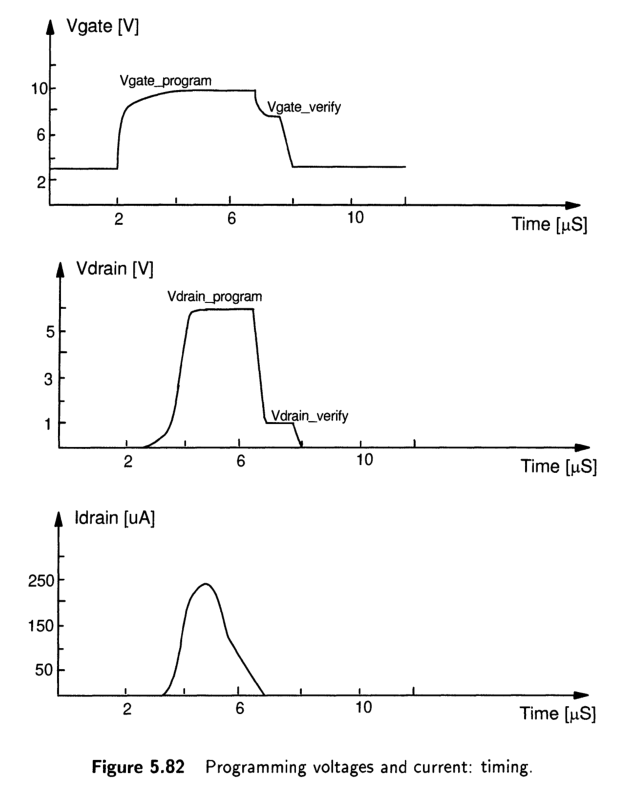 Vgate [V]
Vgate_program
10
Vgate_verify
6
2
2 6 10
Time [µS]
Vdrain [V]
Vdrain_program
5
3
1
Vdrain_verify
2 6 10
Time [µS]
Idrain [uA]
250
150
50
2 6 10
Time [µS]
Figure 5.82 Programming voltages and current: timing.